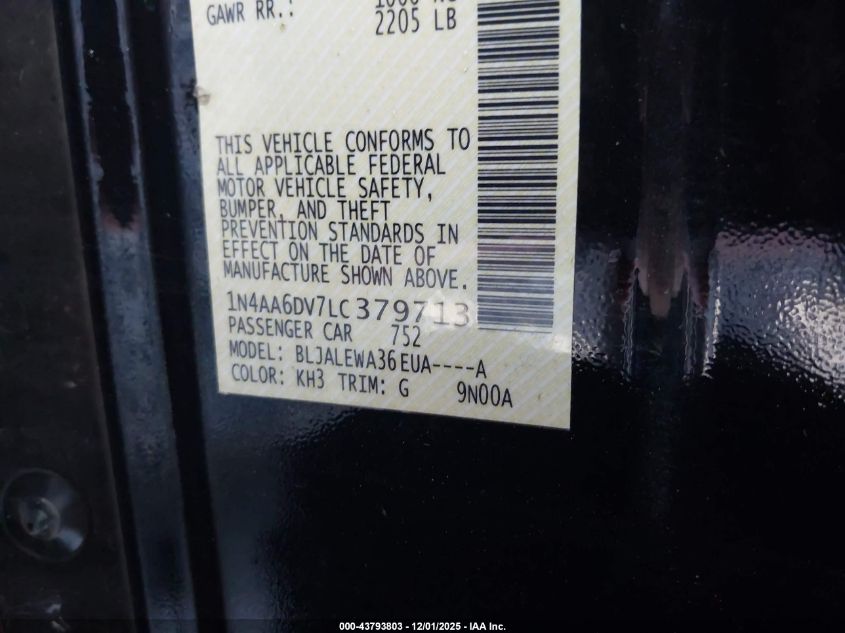 GAWR RR.:
2205 LB
THIS VEHICLE CONFORMS TO
ALL APPLICABLE FEDERAL
MOTOR VEHICLE SAFETY,
BUMPER, AND THEFT
PREVENTION STANDARDS IN
EFFECT ON THE DATE OF
MANUFACTURE SHOWN ABOVE.
1N4AA6DV7LC379713
PASSENGER CAR 752
MODEL: BLJALEWA36EUA----A
COLOR: KH3 TRIM: G 9N00A
000-43793803 - 12/01/2025 - IAA Inc.